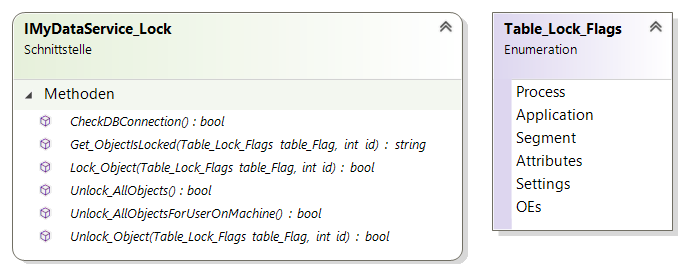 IMyDataService_Lock
Schnittstelle
Methoden
CheckDBConnection() : bool
Get_ObjectIsLocked(Table_Lock_Flags table_Flag, int id) : string
Lock_Object(Table_Lock_Flags table_Flag, int id) : bool
Unlock_AllObjects() : bool
Unlock_AllObjectsForUserOnMachine() : bool
Unlock_Object(Table_Lock_Flags table_Flag, int id) : bool
Table_Lock_Flags
Enumeration
Process
Application
Segment
Attributes
Settings
OEs